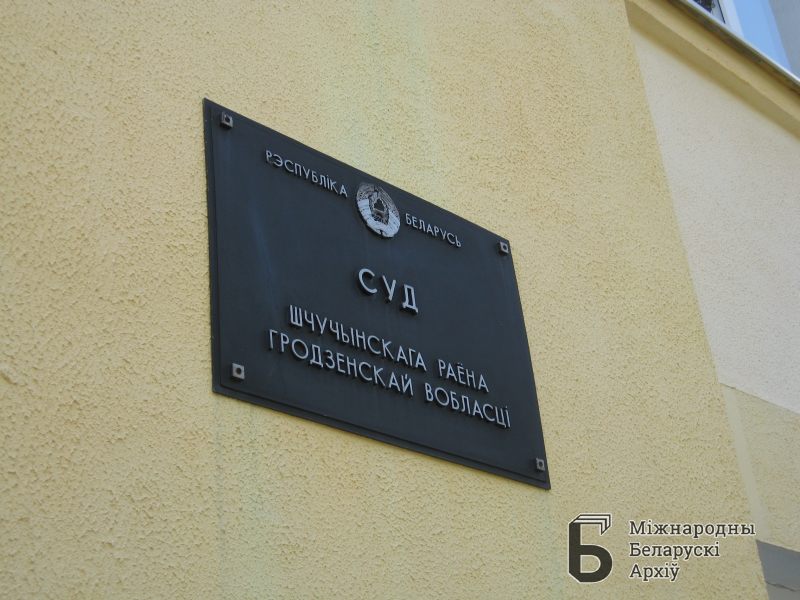 РЭСПУБЛІКА БЕЛАРУСЬ
СУД
ШЧУЧЫНСКАГА РАЁНА
ГРОДЗЕНСКАЙ ВОБЛАСЦІ
Міжнародны
Беларускі
Архіў